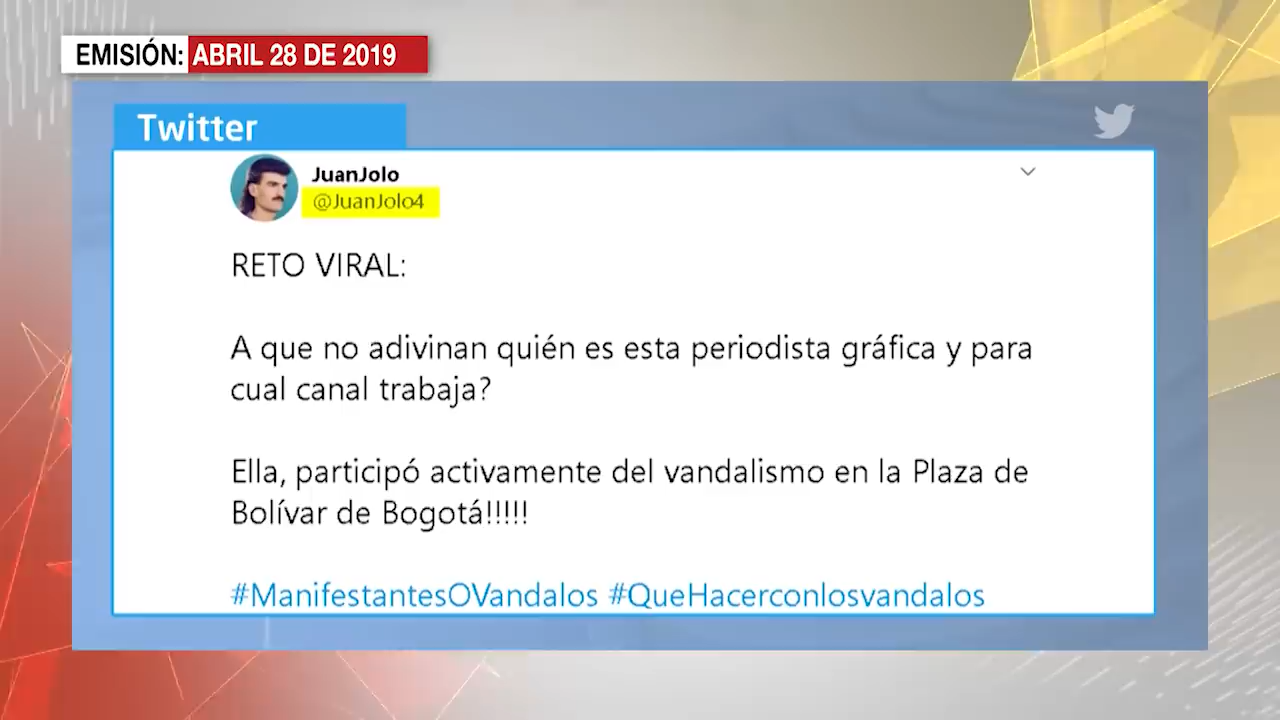 EMISIÓN: ABRIL 28 DE 2019
Twitter
JuanJolo
@JuanJolo4
RETO VIRAL:
A que no adivinan quién es esta periodista gráfica y para
cual canal trabaja?
Ella, participó activamente del vandalismo en la Plaza de
Bolívar de Bogotá!!!!!
#ManifestantesOVandalos #QueHacerconlosvandalos